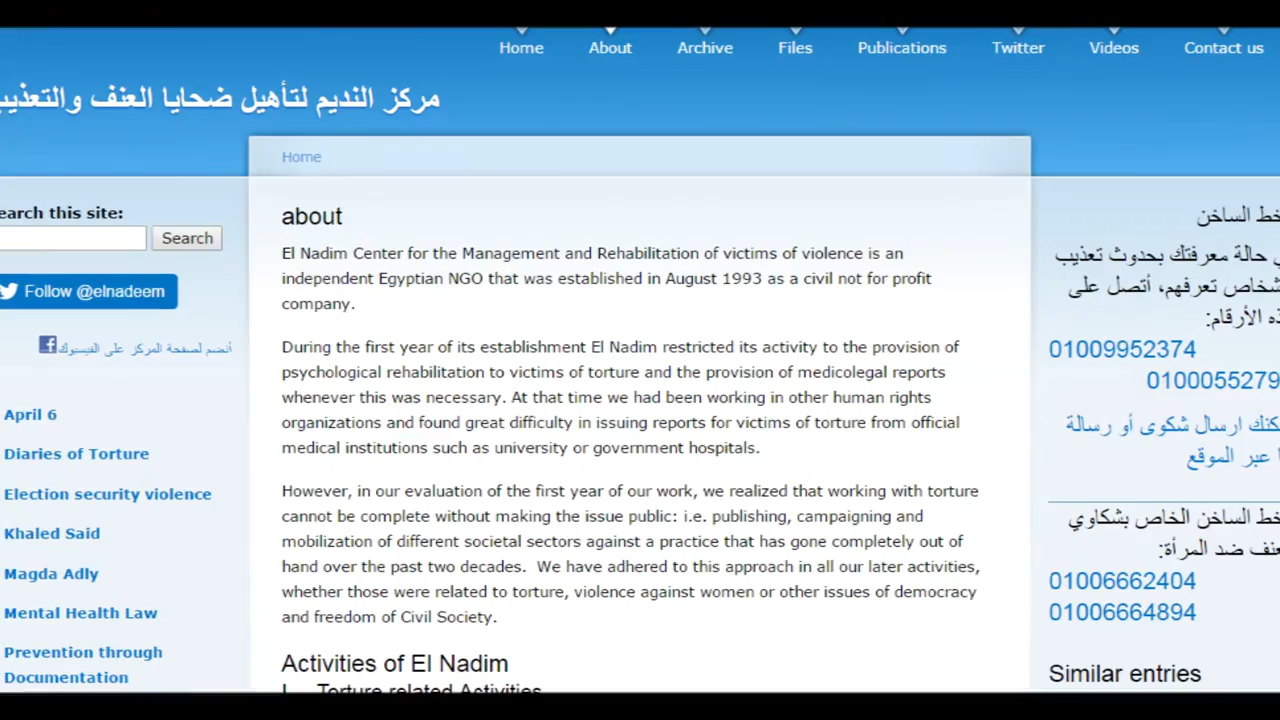 Home About Archive Files Publications Twitter Videos Contact us
مركز النديم لتأهيل ضحايا العنف والتعذيب
Home
earch this site:
Search
Follow @elnadeem
أنضم لصفحة المركز على الفيسبوك
April 6
Diaries of Torture
Election security violence
Khaled Said
Magda Adly
Mental Health Law
Prevention through
Documentation
about
El Nadim Center for the Management and Rehabilitation of victims of violence is an
independent Egyptian NGO that was established in August 1993 as a civil not for profit
company.
During the first year of its establishment El Nadim restricted its activity to the provision of
psychological rehabilitation to victims of torture and the provision of medicolegal reports
whenever this was necessary. At that time we had been working in other human rights
organizations and found great difficulty in issuing reports for victims of torture from official
medical institutions such as university or government hospitals.
However, in our evaluation of the first year of our work, we realized that working with torture
cannot be complete without making the issue public: i.e. publishing, campaigning and
mobilization of different societal sectors against a practice that has gone completely out of
hand over the past two decades.  We have adhered to this approach in all our later activities,
whether those were related to torture, violence against women or other issues of democracy
and freedom of Civil Society.
Activities of El Nadim
I. Torture related Activities
خط الساخن
ي حالة معرفتك بحدوث تعذيب
شخاص تعرفهم، أتصل على
ذه الأرقام:
01009952374
0100055279
كنك ارسال شكوى أو رسالة
ا عبر الموقع
خط الساخن الخاص بشكاوي
عنف ضد المرأة:
01006662404
01006664894
Similar entries